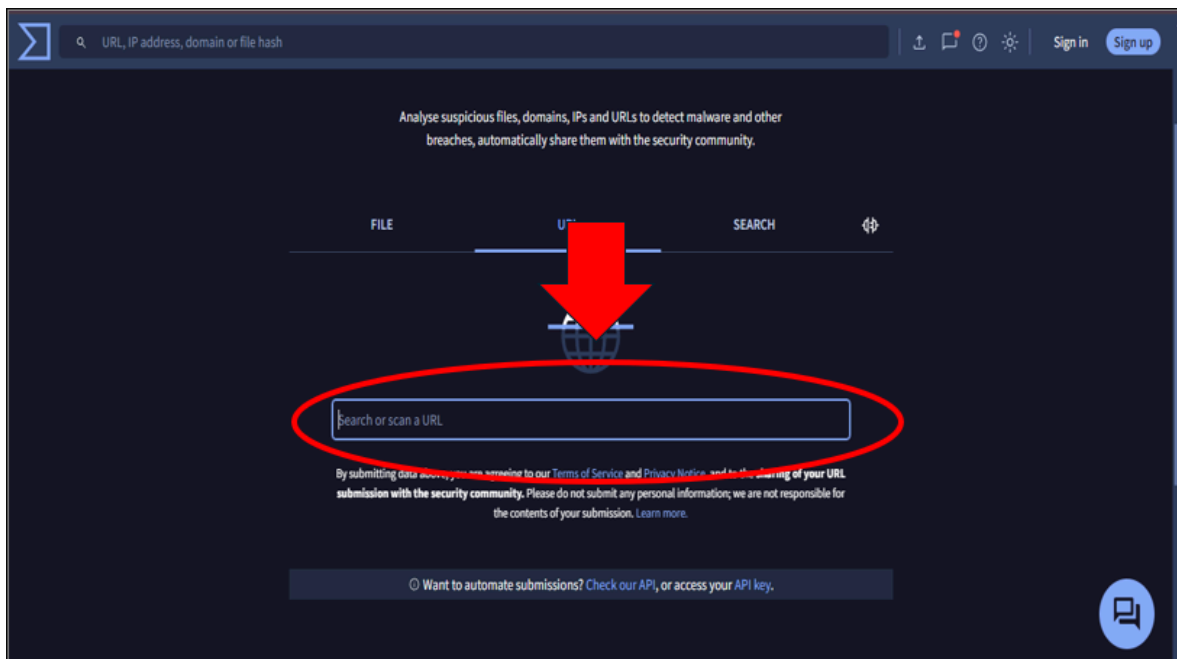 URL, IP address, domain or file hash
Sign in
Sign up
Analyse suspicious files, domains, IPs and URLs to detect malware and other
breaches, automatically share them with the security community.
FILE
SEARCH
Search or scan a URL
By submitting data above, you are agreeing to our Terms of Service and Privacy Notice, and to the sharing of your URL
submission with the security community. Please do not submit any personal information; we are not responsible for
the contents of your submission. Learn more.
Want to automate submissions? Check our API, or access your API key.